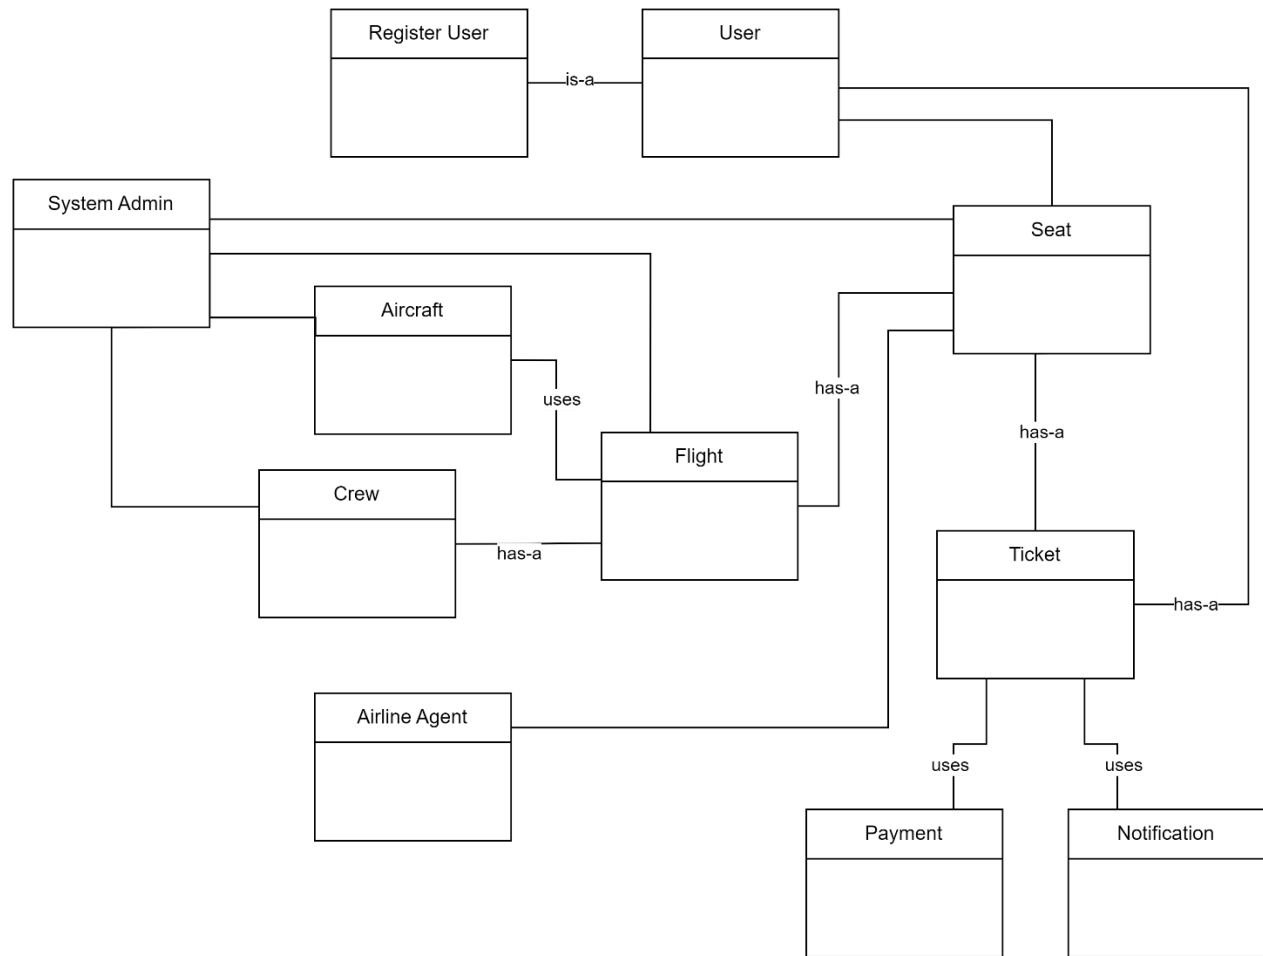 Register User
User
is-a
System Admin
Seat
Aircraft
uses
has-a
has-a
Flight
Crew
has-a
Ticket
has-a
Airline Agent
uses
uses
Payment
Notification